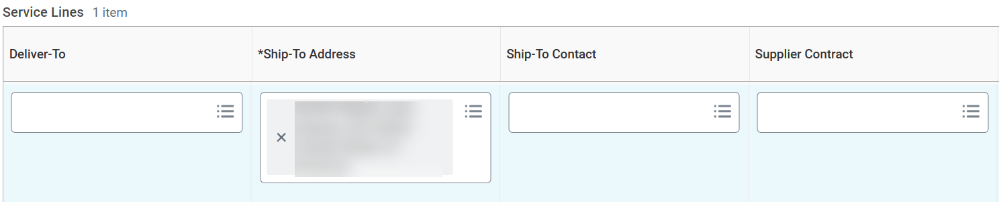 Service Lines 1 item
Deliver-To
*Ship-To Address
Ship-To Contact
Supplier Contract